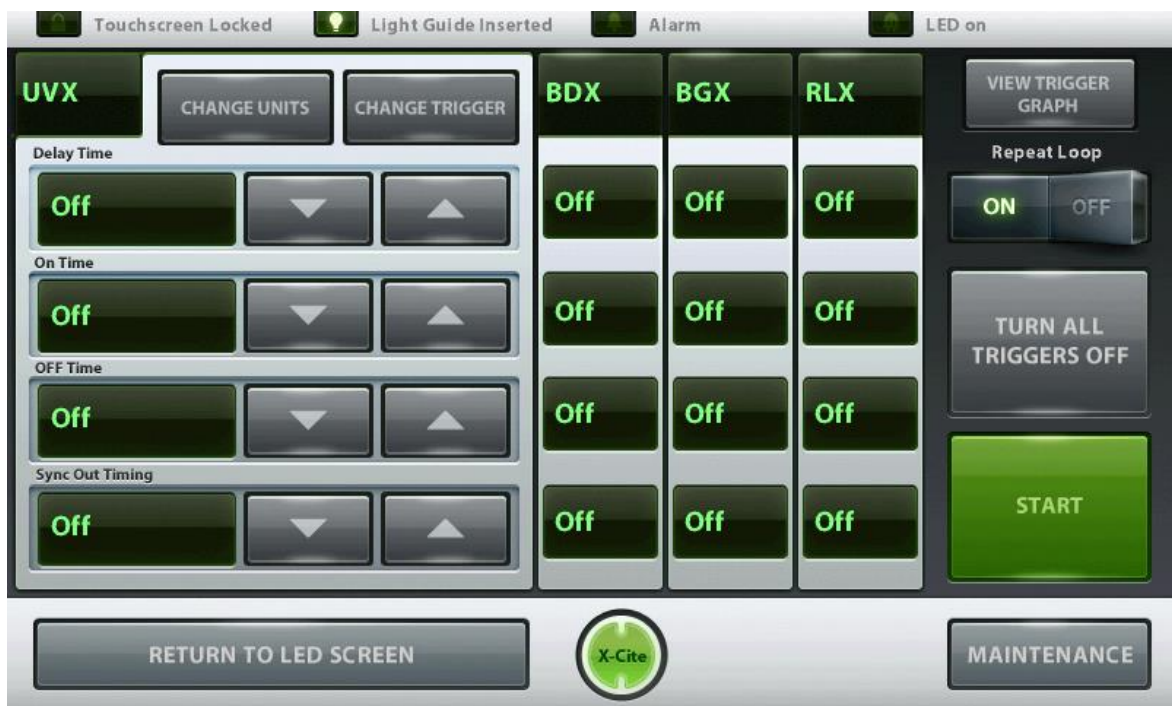 Touchscreen Locked Light Guide Inserted Alarm LED on
UVX CHANGE UNITS CHANGE TRIGGER BDX BGX RLX VIEW TRIGGER
GRAPH
Delay Time Repeat Loop
Off Off Off Off ON OFF
On Time
Off Off Off Off TURN ALL
TRIGGERS OFF
OFF Time
Off Off Off Off
Sync Out Timing
Off Off Off Off START
RETURN TO LED SCREEN X-Cite MAINTENANCE